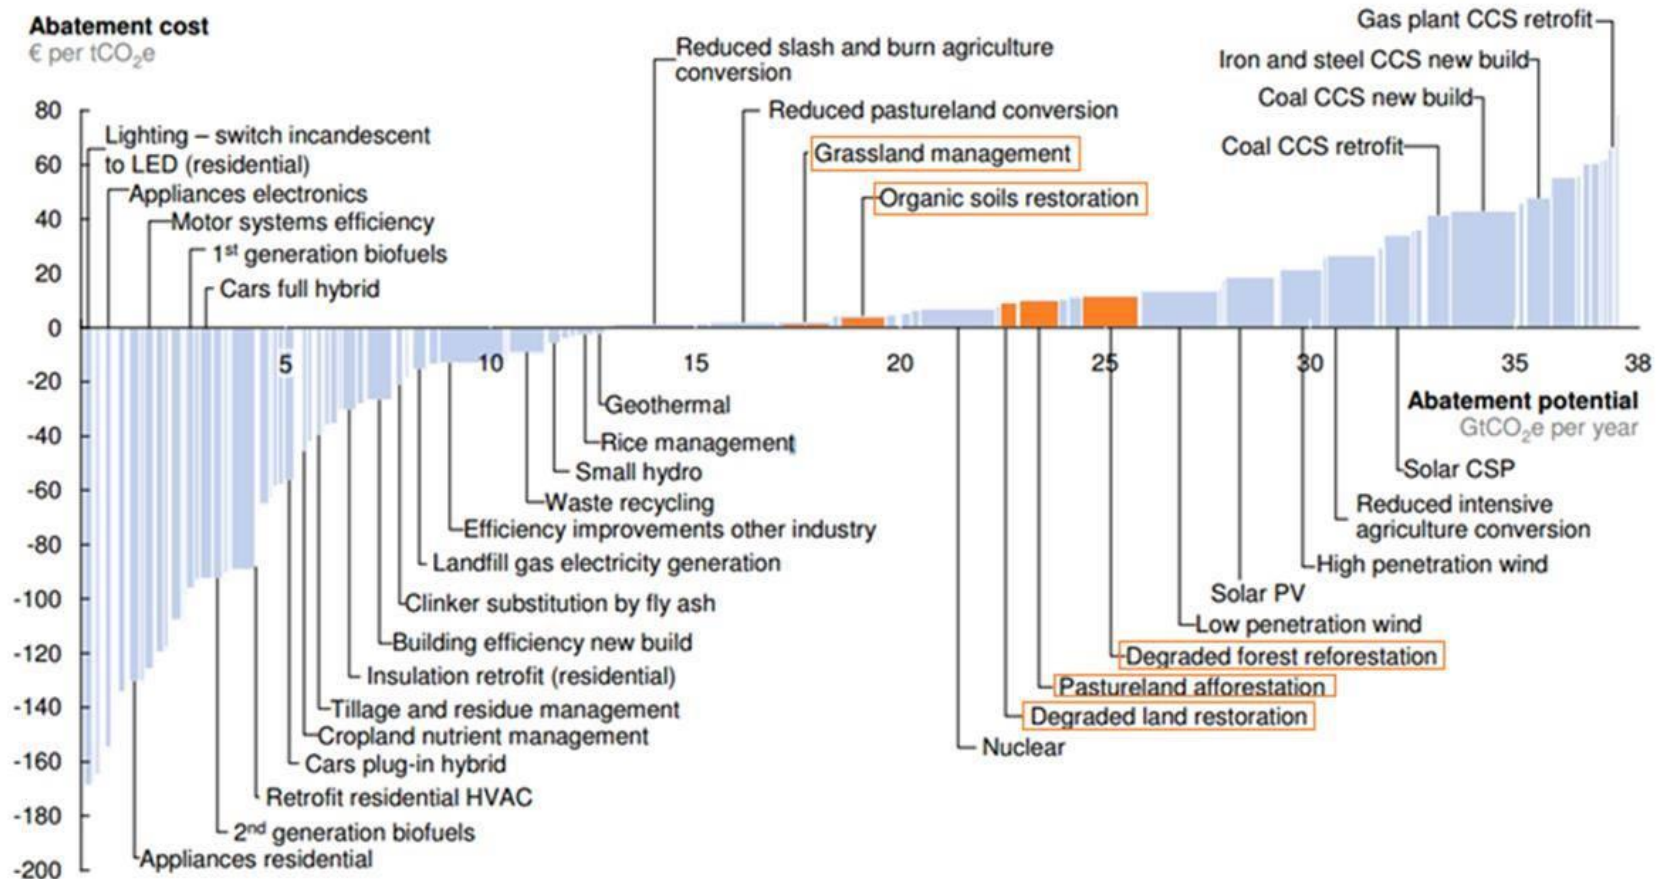 Abatement cost
€ per tCO₂e
80
60
40
20
0
-20
-40
-60
-80
-100
-120
-140
-160
-180
-200
Lighting – switch incandescent
to LED (residential)
Appliances electronics
Motor systems efficiency
1st generation biofuels
Cars full hybrid
Reduced slash and burn agriculture
conversion
Reduced pastureland conversion
Grassland management
Organic soils restoration
Gas plant CCS retrofit
Iron and steel CCS new build
Coal CCS new build
Coal CCS retrofit
5
10
15
20
25
30
35
38
Abatement potential
GtCO₂e per year
Geothermal
Rice management
Small hydro
Waste recycling
Efficiency improvements other industry
Landfill gas electricity generation
Clinker substitution by fly ash
Building efficiency new build
Insulation retrofit (residential)
Tillage and residue management
Cropland nutrient management
Cars plug-in hybrid
Retrofit residential HVAC
2nd generation biofuels
Appliances residential
Solar CSP
Reduced intensive
agriculture conversion
High penetration wind
Solar PV
Low penetration wind
Degraded forest reforestation
Pastureland afforestation
Degraded land restoration
Nuclear